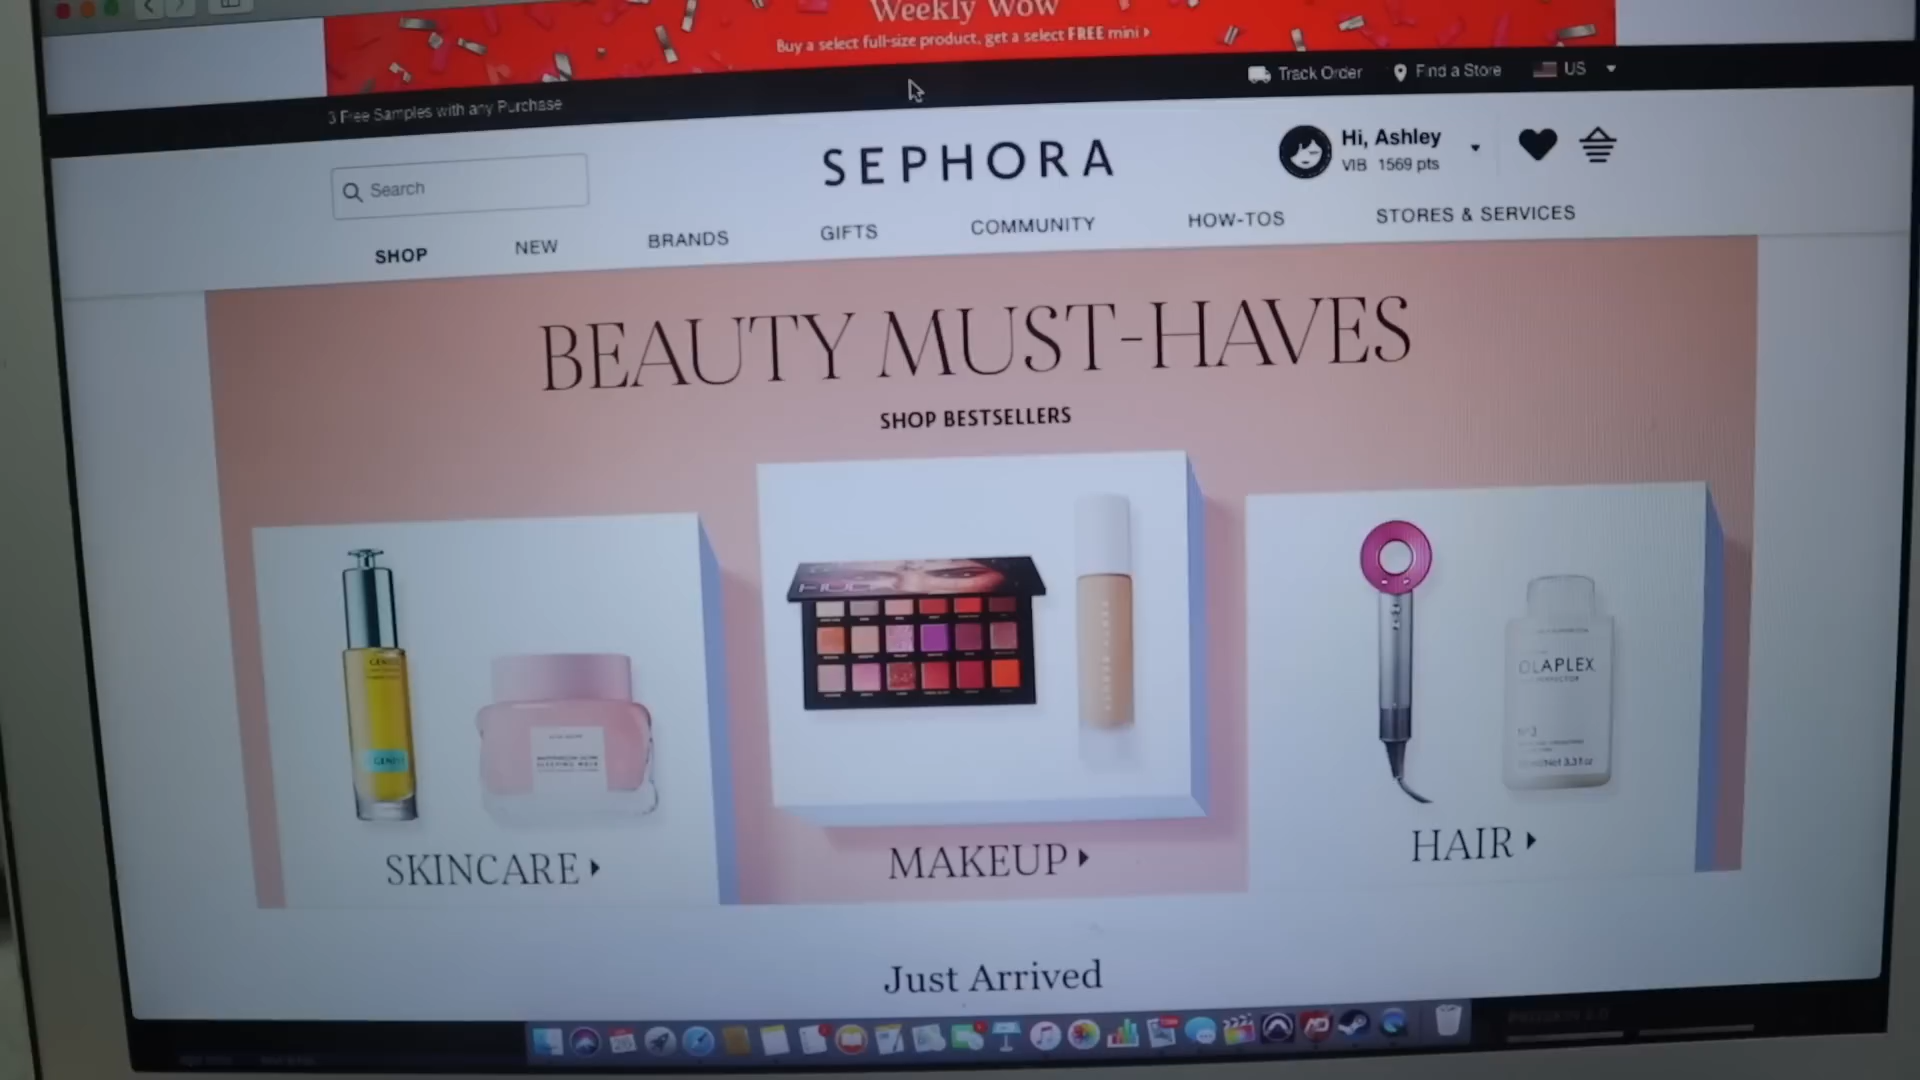 Weekly Wow
Buy a select full-size product, get a select FREE mini
3 Free Samples with any Purchase
Track Order
Find a Store
US
Search
SEPHORA
Hi, Ashley
VIB 1569 pts
SHOP
NEW
BRANDS
GIFTS
COMMUNITY
HOW-TOS
STORES & SERVICES
BEAUTY MUST-HAVES
SHOP BESTSELLERS
OLAPLEX
SKINCARE
MAKEUP
HAIR
Just Arrived